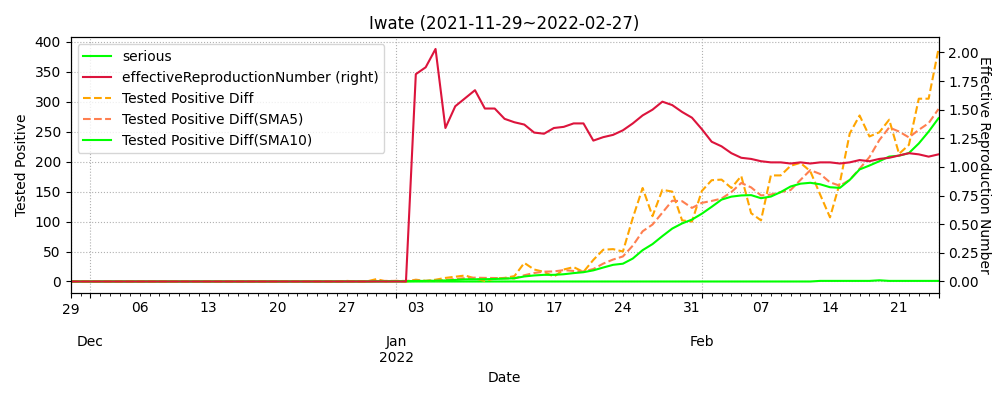 Iwate (2021-11-29~2022-02-27)
serious
effectiveReproductionNumber (right)
Tested Positive Diff
Tested Positive Diff(SMA5)
Tested Positive Diff(SMA10)
Tested Positive
400
350
300
250
200
150
100
50
0
Effective Reproduction Number
2.00
1.75
1.50
1.25
1.00
0.75
0.50
0.25
0.00
29 06 13 20 27 03 10 17 24 31 07 14 21
Dec Jan Feb
2022
Date